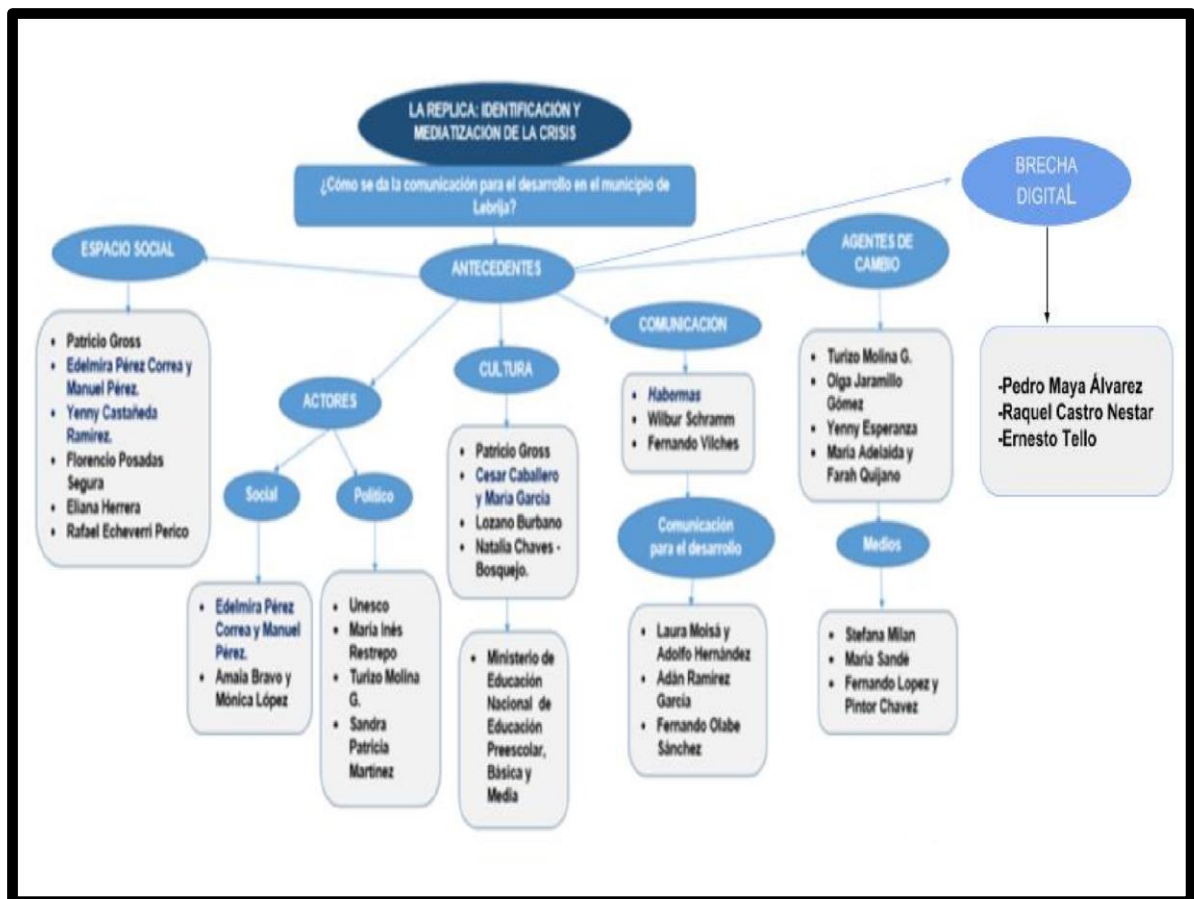 LA REPLICA: IDENTIFICACIÓN Y
MEDIATIZACIÓN DE LA CRISIS
¿Cómo se da la comunicación para el desarrollo en el municipio de
Lebrija?
ANTECEDENTES
ESPACIO SOCIAL
• Patricio Gross
• Edelmira Pérez Correa y
Manuel Pérez.
• Yenny Castañeda
Ramirez.
• Florencio Posadas
Segura
• Eliana Herrera
• Rafael Echeverri Perico
ACTORES
Social
• Edelmira Pérez
Correa y Manuel
Pérez.
• Amaia Bravo y
Mónica López
Político
• Unesco
• María Inés
Restrepo
• Turizo Molina
G.
• Sandra
Patricia
Martínez
CULTURA
• Patricio Gross
• Cesar Caballero
y María García
• Lozano Burbano
• Natalia Chaves -
Bosquejo.
• Ministerio de
Educación
Nacional de
Educación
Preescolar,
Básica y
Media
COMUNICACIÓN
• Habermas
• Wilbur Schramm
• Fernando Vilches
Comunicación
para el desarrollo
• Laura Moisá y
Adolfo Hernández
• Adán Ramírez
García
• Fernando Olabe
Sánchez
AGENTES DE
CAMBIO
• Turizo Molina G.
• Olga Jaramillo
Gómez
• Yenny Esperanza
• María Adelaida y
Farah Quijano
Medios
• Stefana Milan
• María Sandé
• Fernando Lopez y
Pintor Chavez
BRECHA
DIGITAL
-Pedro Maya Álvarez
-Raquel Castro Nestar
-Ernesto Tello